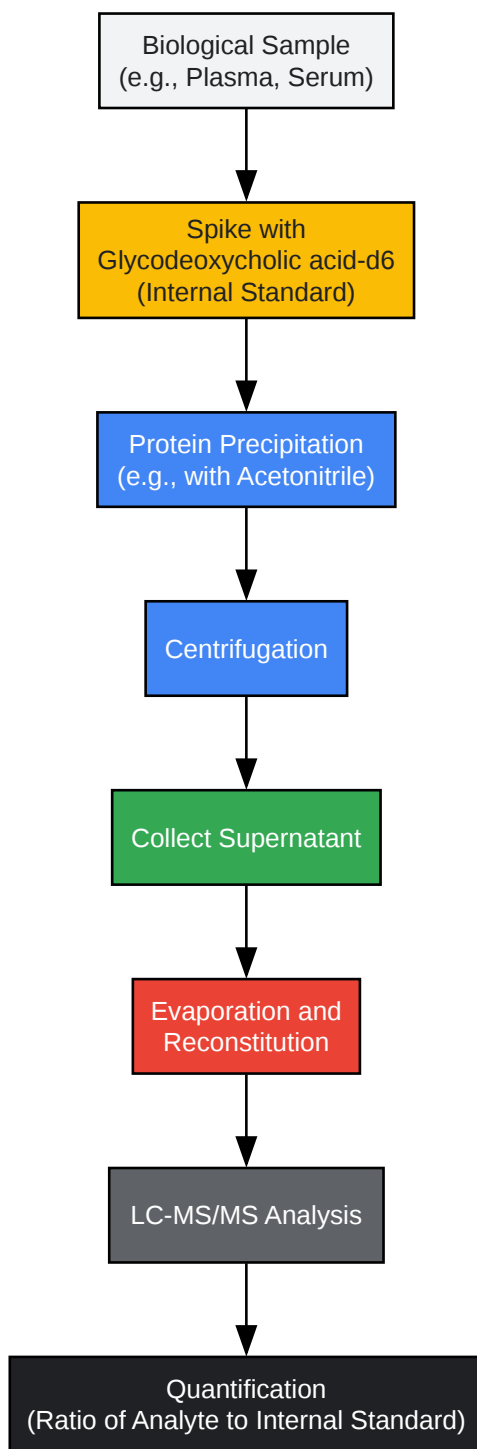 Biological Sample
(e.g., Plasma, Serum)
Spike with
Glycodeoxycholic acid-d6
(Internal Standard)
Protein Precipitation
(e.g., with Acetonitrile)
Centrifugation
Collect Supernatant
Evaporation and
Reconstitution
LC-MS/MS Analysis
Quantification
(Ratio of Analyte to Internal Standard)